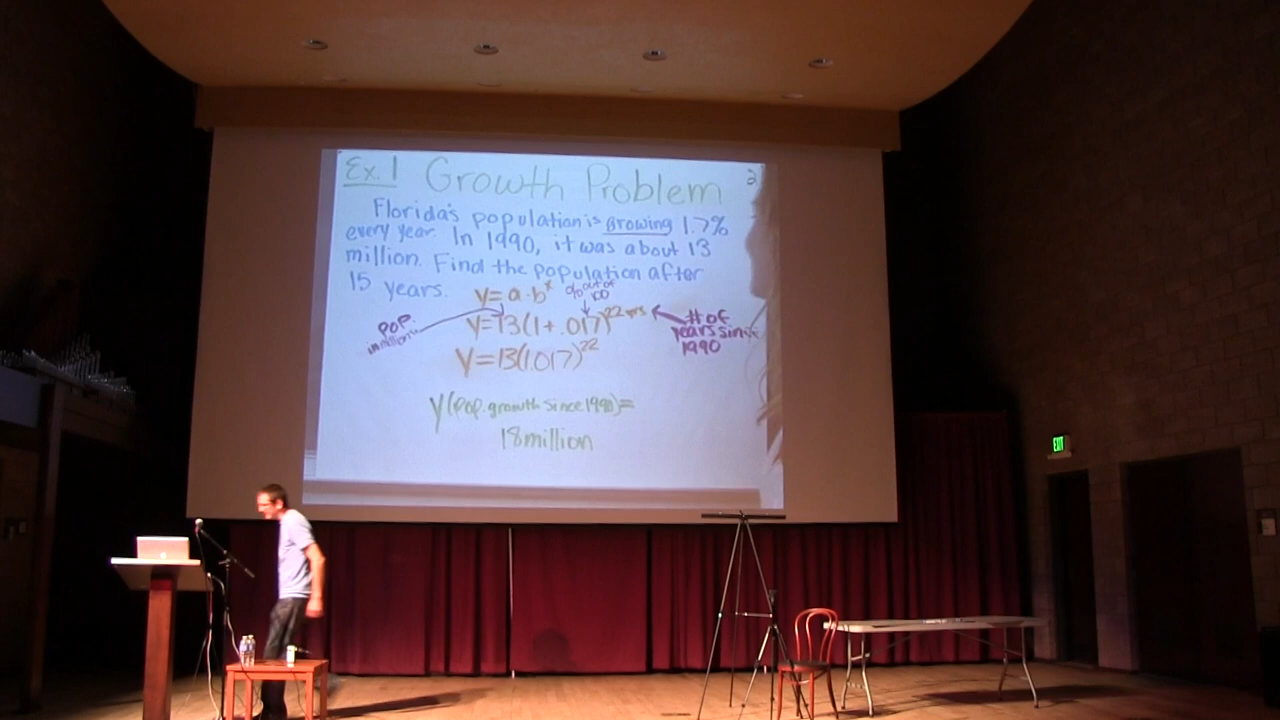 Ex. 1 Growth Problem
2
Florida's population is growing 1.7%
every year. In 1990, it was about 13
million. Find the population after
15 years.
y = a · b^x
% out of
100
y = 13(1 + .017)^22 yrs
pop.
in millions
# of
years since
1990
y = 13(1.017)^22
y (pop. growth since 1990) =
18 million
EXIT